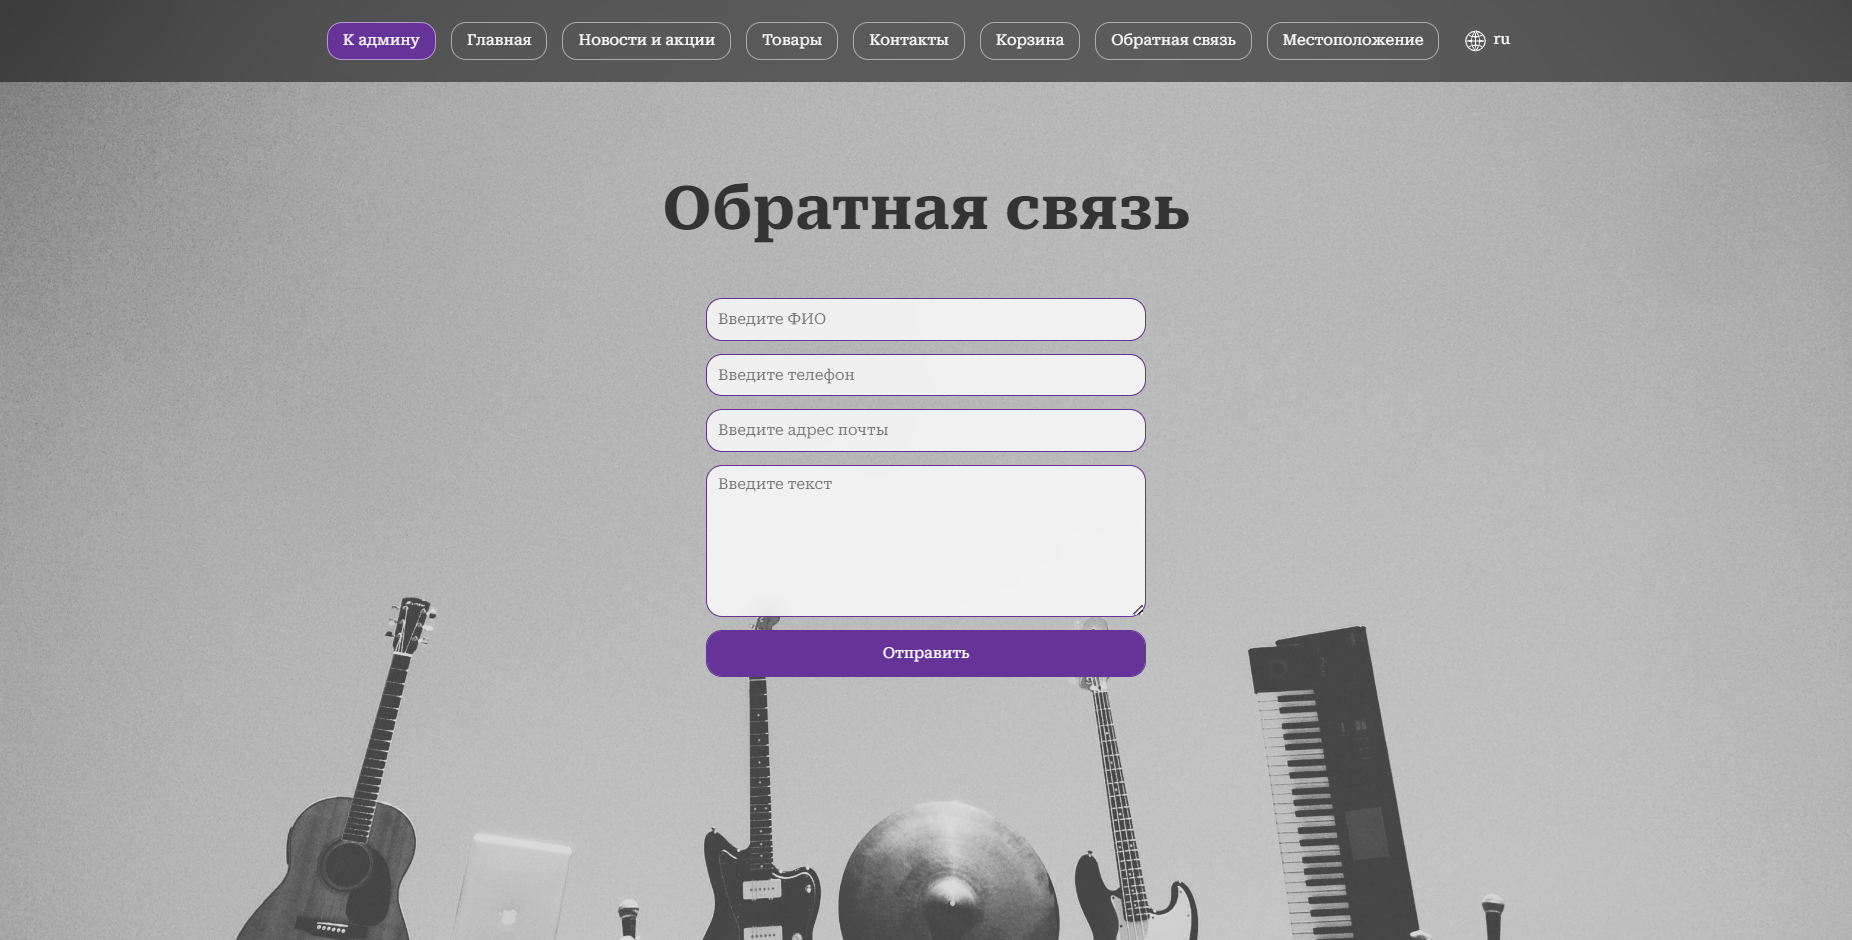 К админу
Главная
Новости и акции
Товары
Контакты
Корзина
Обратная связь
Местоположение
ru
Обратная связь
Введите ФИО
Введите телефон
Введите адрес почты
Введите текст
Отправить